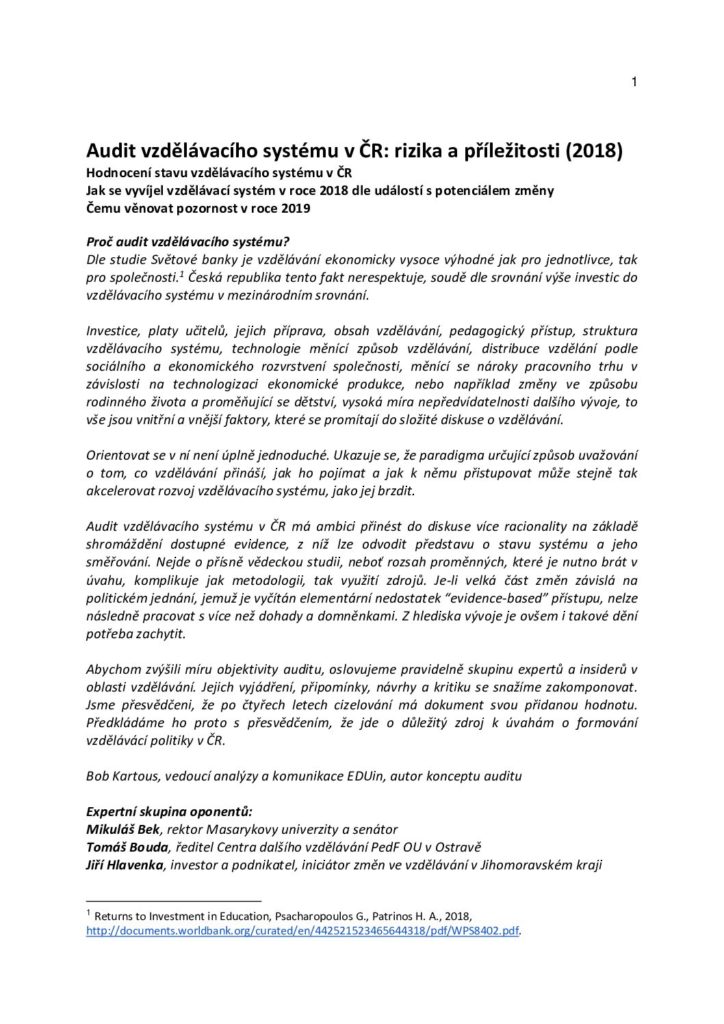 1
Audit vzdělávacího systému v ČR: rizika a příležitosti (2018)
Hodnocení stavu vzdělávacího systému v ČR
Jak se vyvíjel vzdělávací systém v roce 2018 dle událostí s potenciálem změny
Čemu věnovat pozornost v roce 2019
Proč audit vzdělávacího systému?
Dle studie Světové banky je vzdělávání ekonomicky vysoce výhodné jak pro jednotlivce, tak
pro společnosti.1 Česká republika tento fakt nerespektuje, soudě dle srovnání výše investic do
vzdělávacího systému v mezinárodním srovnání.
Investice, platy učitelů, jejich příprava, obsah vzdělávání, pedagogický přístup, struktura
vzdělávacího systému, technologie měnící způsob vzdělávání, distribuce vzdělání podle
sociálního a ekonomického rozvrstvení společnosti, měnící se nároky pracovního trhu v
závislosti na technologizaci ekonomické produkce, nebo například změny ve způsobu
rodinného života a proměňující se dětství, vysoká míra nepředvídatelnosti dalšího vývoje, to
vše jsou vnitřní a vnější faktory, které se promítají do složité diskuse o vzdělávání.
Orientovat se v ní není úplně jednoduché. Ukazuje se, že paradigma určující způsob uvažování
o tom, co vzdělávání přináší, jak ho pojímat a jak k němu přistupovat může stejně tak
akcelerovat rozvoj vzdělávacího systému, jako jej brzdit.
Audit vzdělávacího systému v ČR má ambici přinést do diskuse více racionality na základě
shromáždění dostupné evidence, z níž lze odvodit představu o stavu systému a jeho
směřování. Nejde o přísně vědeckou studii, neboť rozsah proměnných, které je nutno brát v
úvahu, komplikuje jak metodologii, tak využití zdrojů. Je-li velká část změn závislá na
politickém jednání, jemuž je vyčítán elementární nedostatek “evidence-based” přístupu, nelze
následně pracovat s více než dohady a domněnkami. Z hlediska vývoje je ovšem i takové dění
potřeba zachytit.
Abychom zvýšili míru objektivity auditu, oslovujeme pravidelně skupinu expertů a insiderů v
oblasti vzdělávání. Jejich vyjádření, připomínky, návrhy a kritiku se snažíme zakomponovat.
Jsme přesvědčeni, že po čtyřech letech cizelování má dokument svou přidanou hodnotu.
Předkládáme ho proto s přesvědčením, že jde o důležitý zdroj k úvahám o formování
vzdělávácí politiky v ČR.
Bob Kartous, vedoucí analýzy a komunikace EDUin, autor konceptu auditu
Expertní skupina oponentů:
Mikuláš Bek, rektor Masarykovy univerzity a senátor
Tomáš Bouda, ředitel Centra dalšího vzdělávání PedF OU v Ostravě
Jiří Hlavenka, investor a podnikatel, iniciátor změn ve vzdělávání v Jihomoravském kraji
1 Returns to Investment in Education, Psacharopoulos G., Patrinos H. A., 2018,
http://documents.worldbank.org/curated/en/442521523465644318/pdf/WPS8402.pdf.